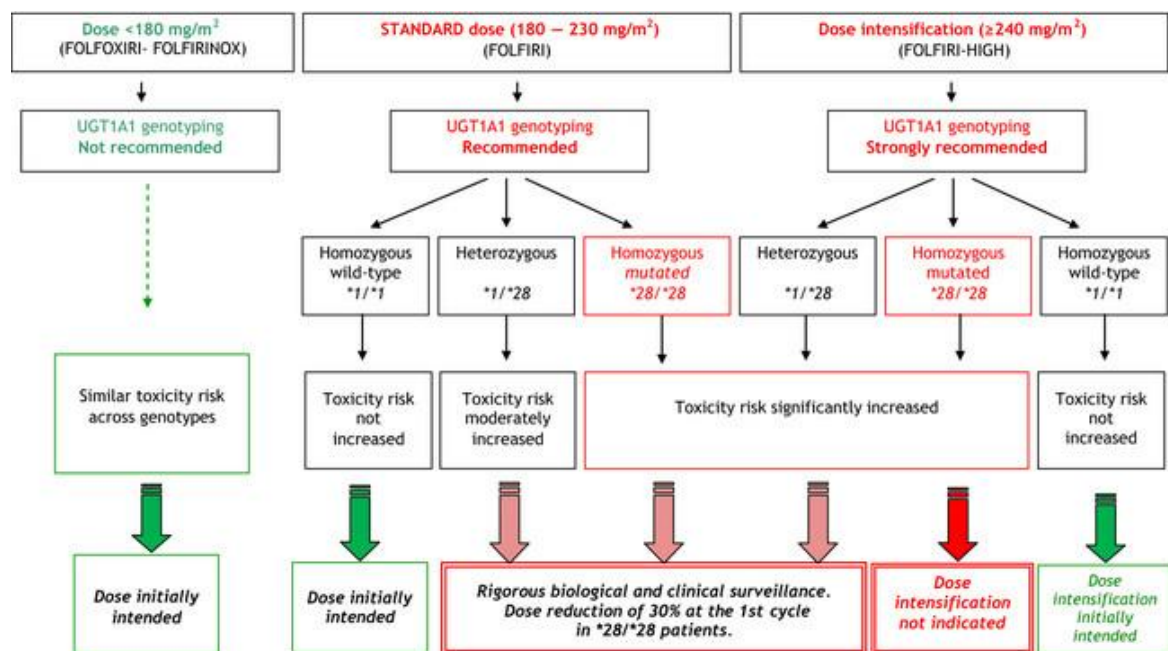 Dose <180 mg/m²
(FOLFOXIRI- FOLFIRINOX)
STANDARD dose (180 — 230 mg/m²)
(FOLFIRI)
Dose intensification (≥240 mg/m²)
(FOLFIRI-HIGH)
UGT1A1 genotyping
Not recommended
UGT1A1 genotyping
Recommended
UGT1A1 genotyping
Strongly recommended
Homozygous
wild-type
*1/*1
Heterozygous
*1/*28
Homozygous
mutated
*28/*28
Heterozygous
*1/*28
Homozygous
mutated
*28/*28
Homozygous
wild-type
*1/*1
Similar toxicity risk
across genotypes
Toxicity risk
not
increased
Toxicity risk
moderately
increased
Toxicity risk significantly increased
Toxicity risk
not
increased
Dose initially
intended
Dose initially
intended
Rigorous biological and clinical surveillance.
Dose reduction of 30% at the 1st cycle
in *28/*28 patients.
Dose
intensification
not indicated
Dose
intensification
initially
intended